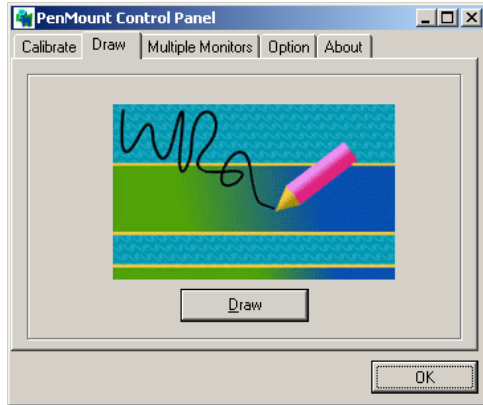 PenMount Control Panel
Calibrate Draw Multiple Monitors Option About
Draw
OK